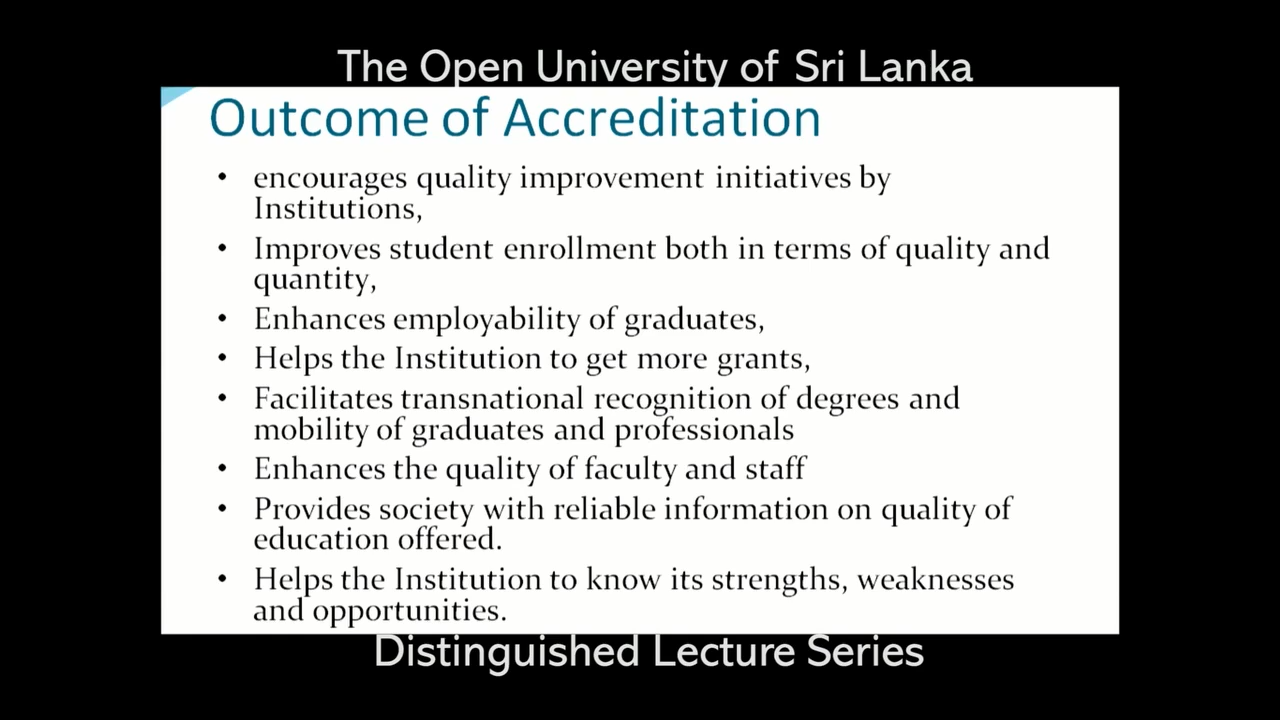 The Open University of Sri Lanka
Outcome of Accreditation
• encourages quality improvement initiatives by
Institutions,
• Improves student enrollment both in terms of quality and
quantity,
• Enhances employability of graduates,
• Helps the Institution to get more grants,
• Facilitates transnational recognition of degrees and
mobility of graduates and professionals
• Enhances the quality of faculty and staff
• Provides society with reliable information on quality of
education offered.
• Helps the Institution to know its strengths, weaknesses
and opportunities.
Distinguished Lecture Series